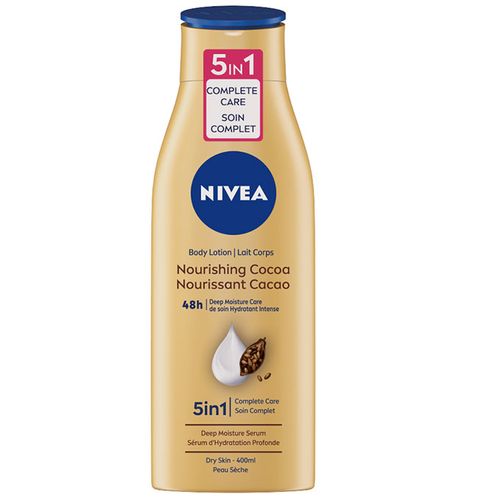 5 IN 1
COMPLETE
CARE
SOIN
COMPLET
NIVEA
Body Lotion | Lait Corps
Nourishing Cocoa
Nourissant Cacao
48h | Deep Moisture Care
de soin Hydratant Intense
5in1 | Complete Care
Soin Complet
Deep Moisture Serum
Sérum d'Hydratation Profonde
Dry Skin - 400ml
Peau Sèche